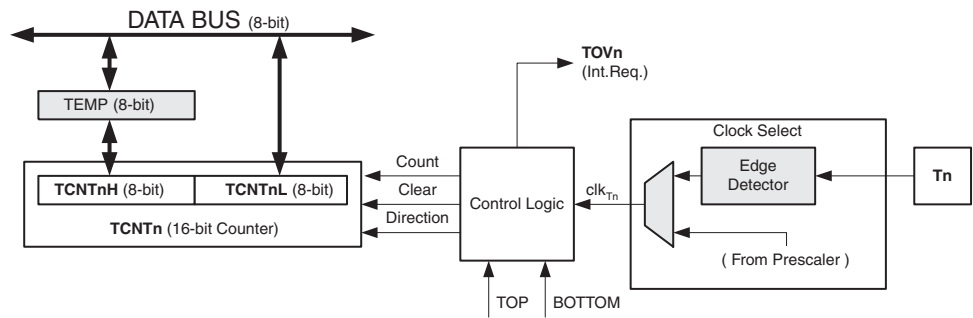 DATA BUS (8-bit)
TEMP (8-bit)
TCNTnH (8-bit)
TCNTnL (8-bit)
TCNTn (16-bit Counter)
Count
Clear
Direction
Control Logic
TOVn
(Int.Req.)
TOP
BOTTOM
clkTn
Clock Select
Edge
Detector
( From Prescaler )
Tn